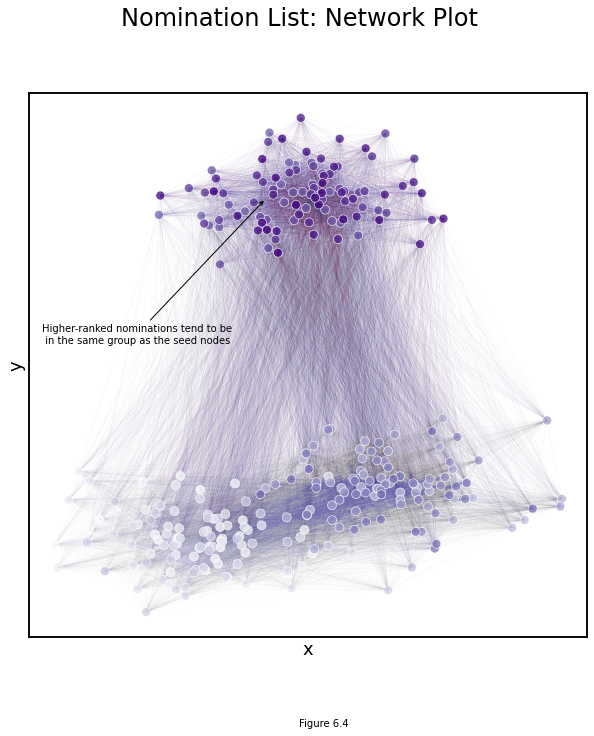 Nomination List: Network Plot
Higher-ranked nominations tend to be
in the same group as the seed nodes
y
x
Figure 6.4